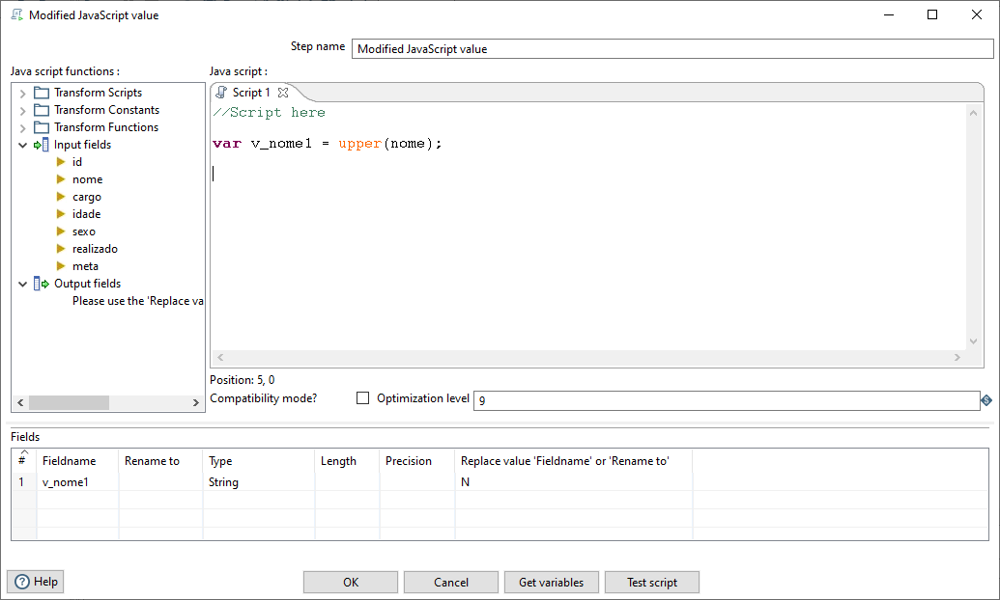 Modified JavaScript value
Step name Modified JavaScript value
Java script functions :
Transform Scripts
Transform Constants
Transform Functions
Input fields
id
nome
cargo
idade
sexo
realizado
meta
Output fields
Please use the 'Replace va
Java script :
Script 1
//Script here
var v_nome1 = upper(nome);
Position: 5, 0
Compatibility mode? Optimization level 9
Fields
# Fieldname Rename to Type Length Precision Replace value 'Fieldname' or 'Rename to'
1 v_nome1 String N
Help OK Cancel Get variables Test script